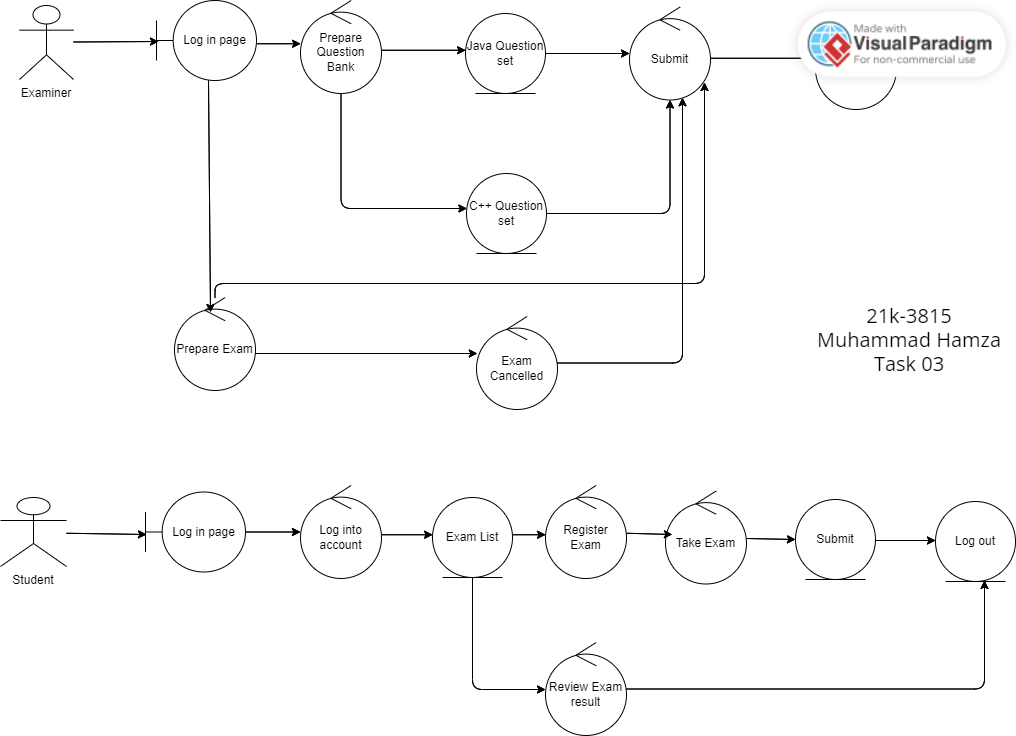 Examiner
Log in page
Prepare
Question
Bank
Java Question
set
Submit
Made with
Visual Paradigm
For non-commercial use
C++ Question
set
Prepare Exam
Exam
Cancelled
21k-3815
Muhammad Hamza
Task 03
Student
Log in page
Log into
account
Exam List
Register
Exam
Take Exam
Submit
Log out
Review Exam
result